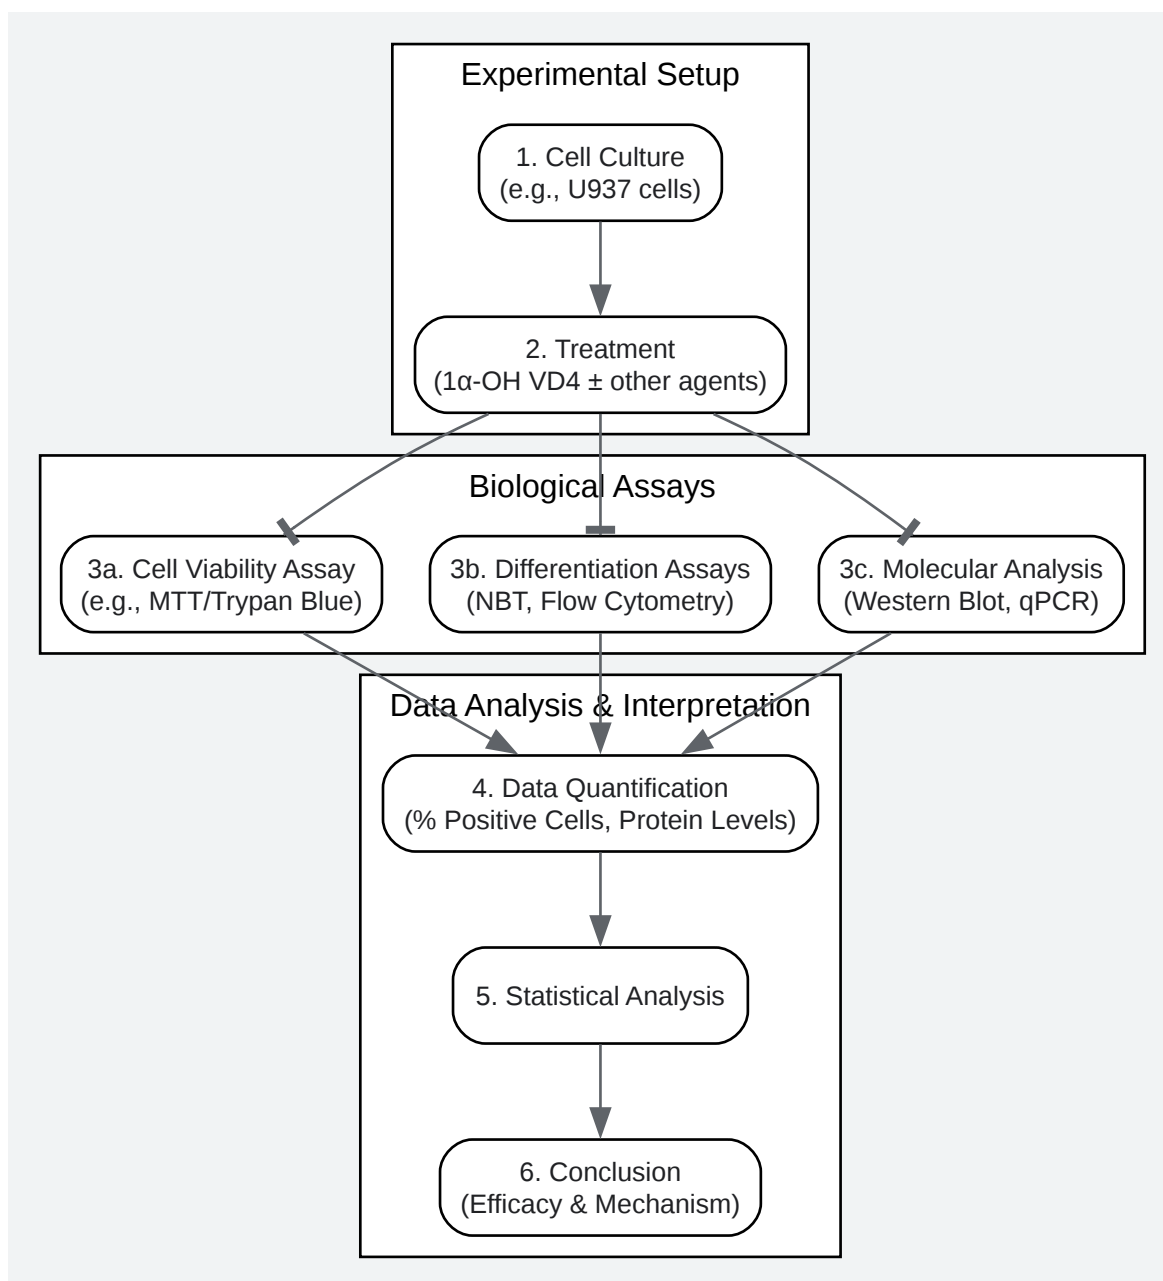 Experimental Setup
1. Cell Culture
(e.g., U937 cells)
2. Treatment
(1α-OH VD4 ± other agents)
Biological Assays
3a. Cell Viability Assay
(e.g., MTT/Trypan Blue)
3b. Differentiation Assays
(NBT, Flow Cytometry)
3c. Molecular Analysis
(Western Blot, qPCR)
Data Analysis & Interpretation
4. Data Quantification
(% Positive Cells, Protein Levels)
5. Statistical Analysis
6. Conclusion
(Efficacy & Mechanism)